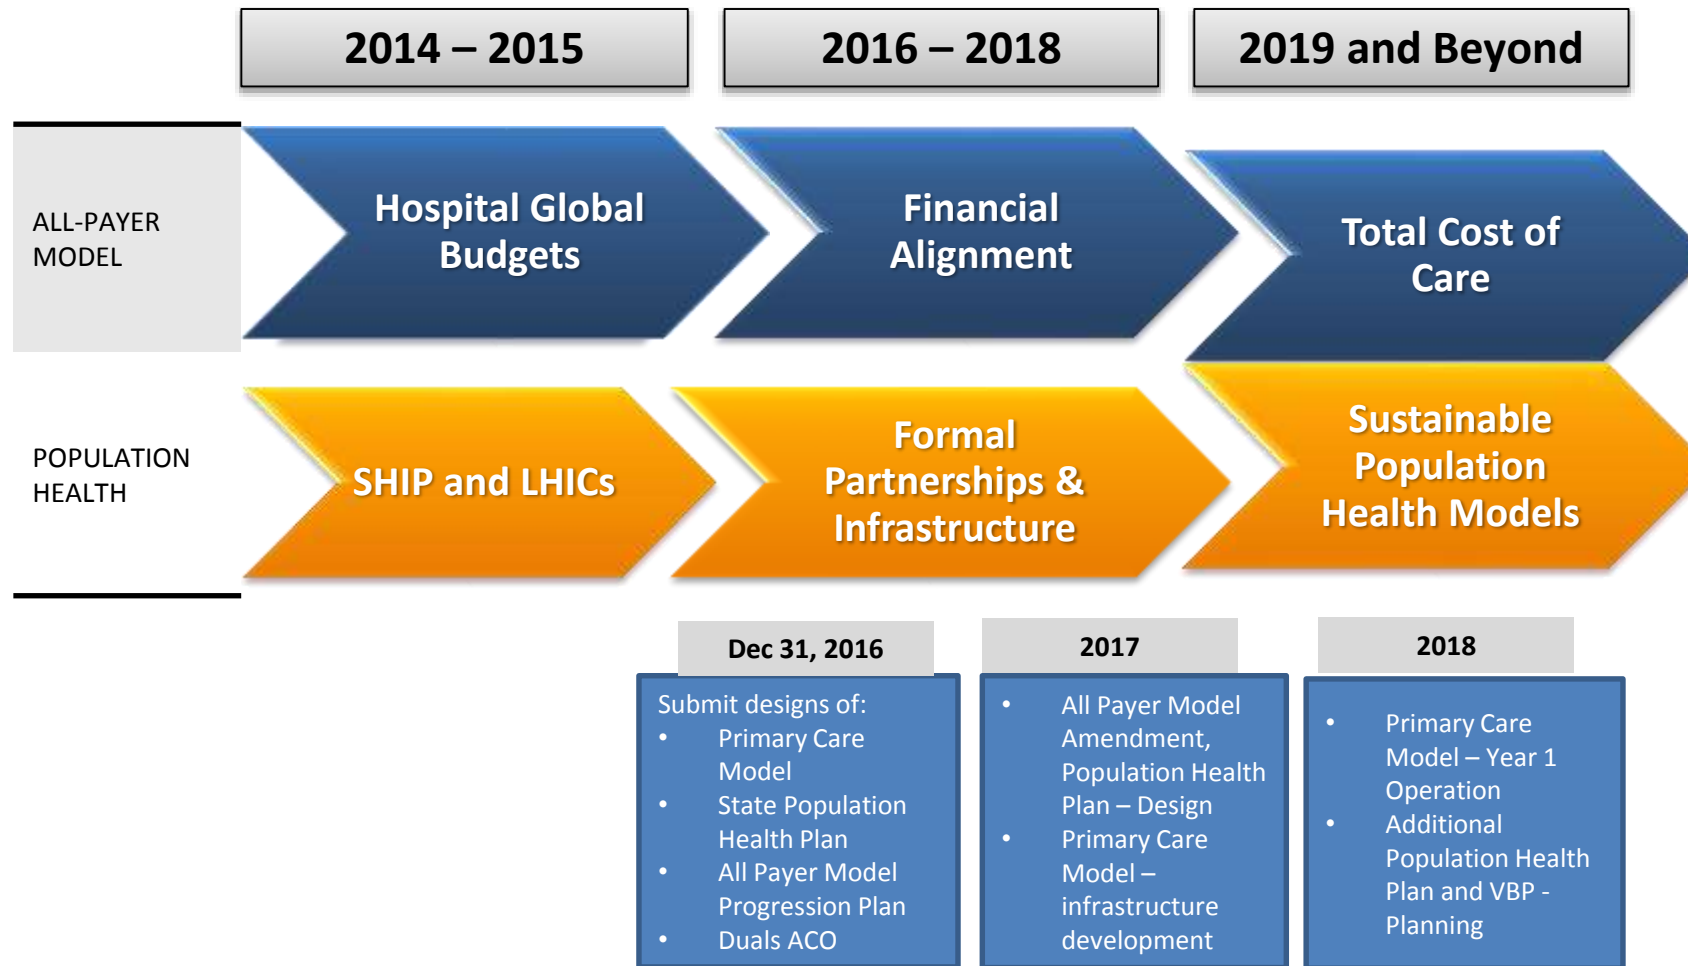 2014 – 2015
2016 – 2018
2019 and Beyond
ALL-PAYER
MODEL
Hospital Global
Budgets
Financial
Alignment
Total Cost of
Care
POPULATION
HEALTH
SHIP and LHICs
Formal
Partnerships &
Infrastructure
Sustainable
Population
Health Models
Dec 31, 2016
Submit designs of:
• Primary Care
Model
• State Population
Health Plan
• All Payer Model
Progression Plan
• Duals ACO
2017
• All Payer Model
Amendment,
Population Health
Plan – Design
• Primary Care
Model –
infrastructure
development
2018
• Primary Care
Model – Year 1
Operation
• Additional
Population Health
Plan and VBP -
Planning